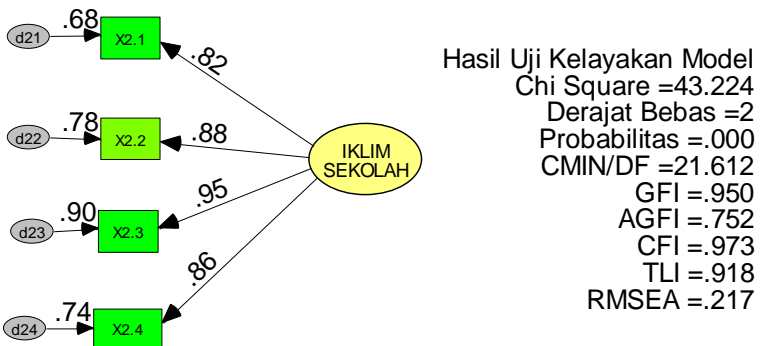 .68
d21
X2.1
.82
.78
d22
X2.2
.88
IKLIM
SEKOLAH
.90
d23
X2.3
.95
.74
d24
X2.4
.86
Hasil Uji Kelayakan Model
Chi Square =43.224
Derajat Bebas =2
Probabilitas =.000
CMIN/DF =21.612
GFI =.950
AGFI =.752
CFI =.973
TLI =.918
RMSEA =.217